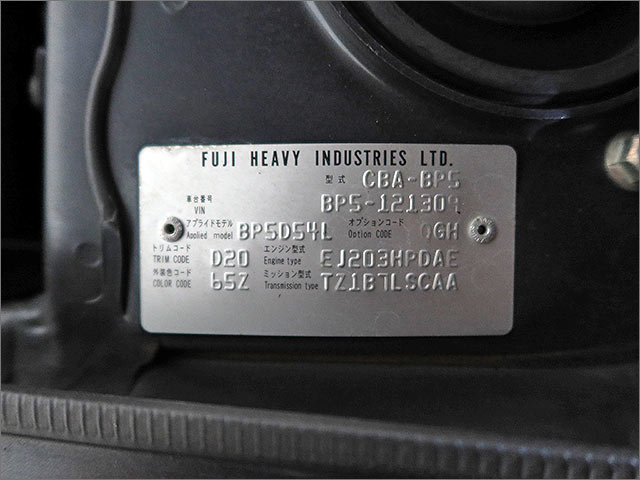 FUJI HEAVY INDUSTRIES LTD.
型式 CBA-BP5
車台番号 VIN BP5-121309
アプライドモデル Applied model BP5D54L オプションコード Option CODE QGH
トリムコード TRIM CODE D20 エンジン型式 Engine type EJ203HPDAE
外装色コード COLOR CODE 65Z ミッション型式 Transmission type TZ1B7LSCAA